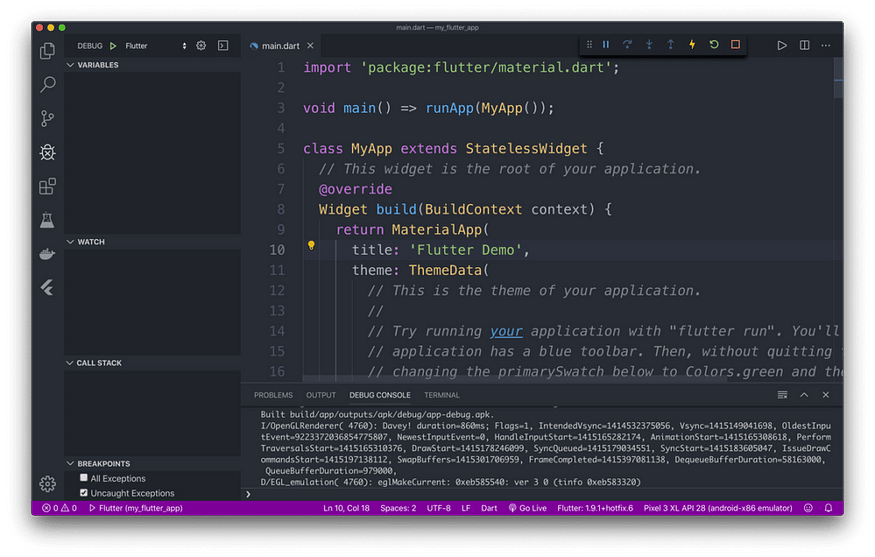 main.dart — my_flutter_app
DEBUG Flutter
main.dart
VARIABLES
WATCH
CALL STACK
BREAKPOINTS
All Exceptions
Uncaught Exceptions
1 import 'package:flutter/material.dart';
2
3 void main() => runApp(MyApp());
4
5 class MyApp extends StatelessWidget {
6 // This widget is the root of your application.
7 @override
8 Widget build(BuildContext context) {
9 return MaterialApp(
10 title: 'Flutter Demo',
11 theme: ThemeData(
12 // This is the theme of your application.
13 //
14 // Try running your application with "flutter run". You'll
15 // application has a blue toolbar. Then, without quitting
16 // changing the primarySwatch below to Colors.green and the
PROBLEMS OUTPUT DEBUG CONSOLE TERMINAL
Built build/app/outputs/apk/debug/app-debug.apk.
I/OpenGLRenderer( 4760): Davey! duration=860ms; Flags=1, IntendedVsync=1414532375056, Vsync=1415149041698, OldestInpu
tEvent=9223372036854775807, NewestInputEvent=0, HandleInputStart=1415165282174, AnimationStart=1415165308618, Perform
TraversalsStart=1415165310376, DrawStart=1415178246099, SyncQueued=1415179034551, SyncStart=1415183605047, IssueDrawC
ommandsStart=1415197138112, SwapBuffers=1415301706959, FrameCompleted=1415397081138, DequeueBufferDuration=58163000,
QueueBufferDuration=979000,
D/EGL_emulation( 4760): eglMakeCurrent: 0xeb585540: ver 3 0 (tinfo 0xeb583320)
0 0 Flutter (my_flutter_app) Ln 10, Col 18 Spaces: 2 UTF-8 LF Dart Go Live Flutter: 1.9.1+hotfix.6 Pixel 3 XL API 28 (android-x86 emulator)